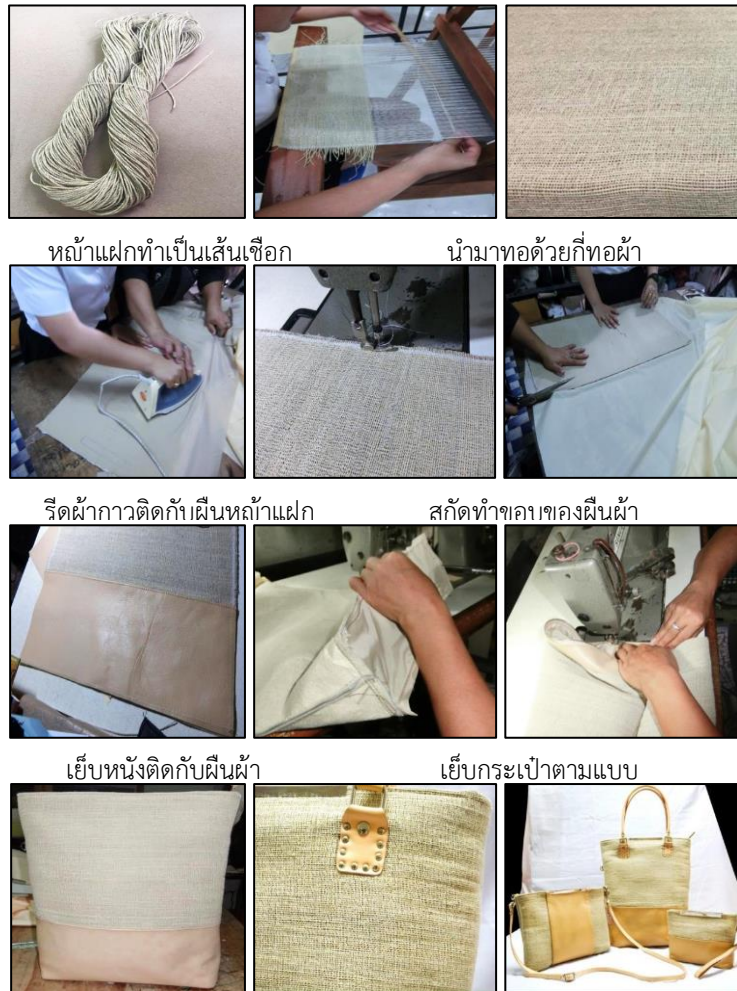 หญ้าแฝกทำเป็นเส้นเชือก นำมาทอด้วยกี่ทอผ้า
รีดผ้ากาวติดกับผืนหญ้าแฝก สกัดทำขอบของผืนผ้า
เย็บหนังติดกับผืนผ้า เย็บกระเป๋าตามแบบ